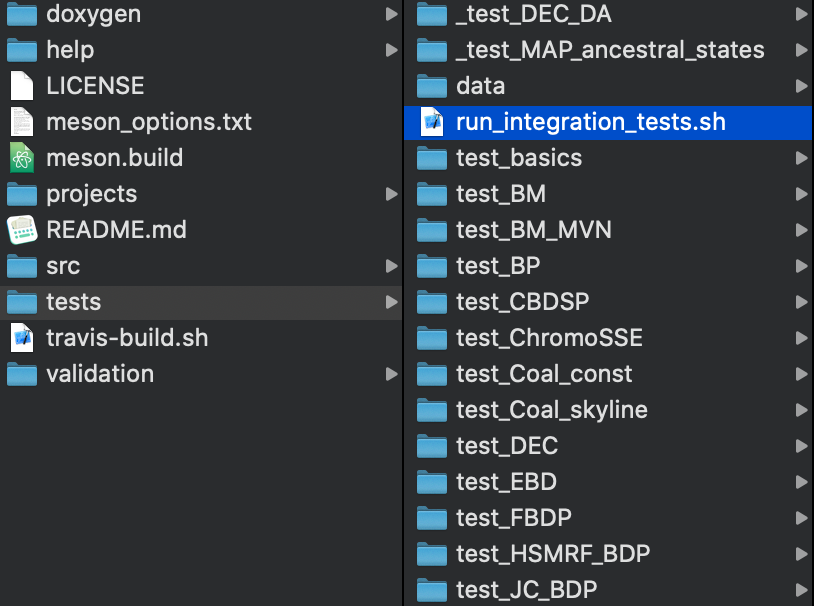 doxygen
help
LICENSE
meson_options.txt
meson.build
projects
README.md
src
tests
travis-build.sh
validation
_test_DEC_DA
_test_MAP_ancestral_states
data
run_integration_tests.sh
test_basics
test_BM
test_BM_MVN
test_BP
test_CBDSP
test_ChromoSSE
test_Coal_const
test_Coal_skyline
test_DEC
test_EBD
test_FBDP
test_HSMRF_BDP
test_JC_BDP